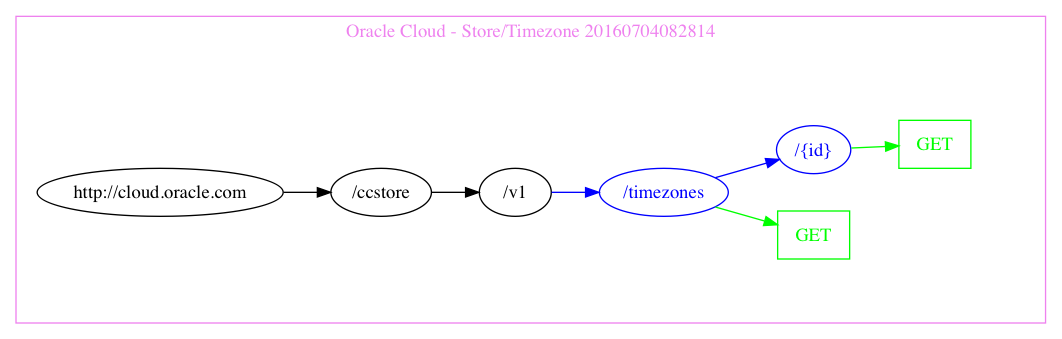 Oracle Cloud - Store/Timezone 20160704082814
http://cloud.oracle.com
/ccstore
/v1
/timezones
/{id}
GET
GET